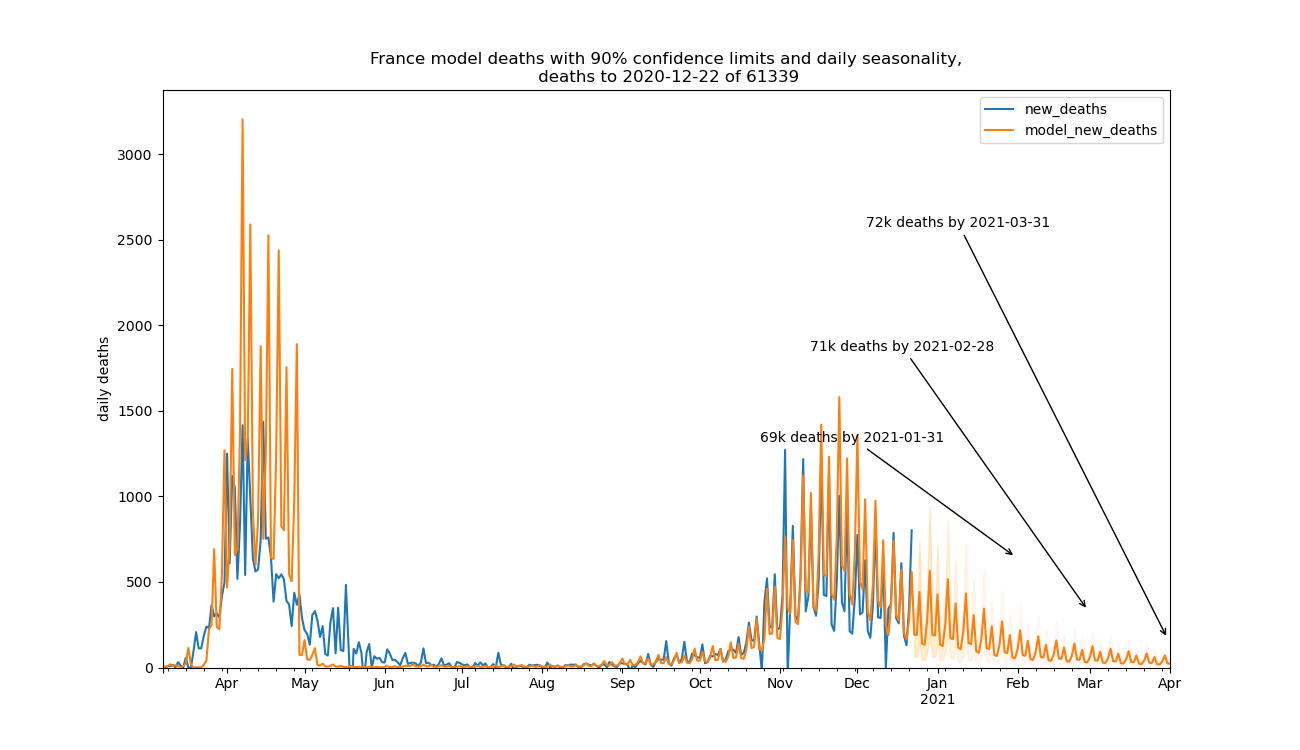 France model deaths with 90% confidence limits and daily seasonality,
deaths to 2020-12-22 of 61339
new_deaths
model_new_deaths
daily deaths
3000
2500
2000
1500
1000
500
0
72k deaths by 2021-03-31
71k deaths by 2021-02-28
69k deaths by 2021-01-31
Apr May Jun Jul Aug Sep Oct Nov Dec Jan Feb Mar Apr
2021